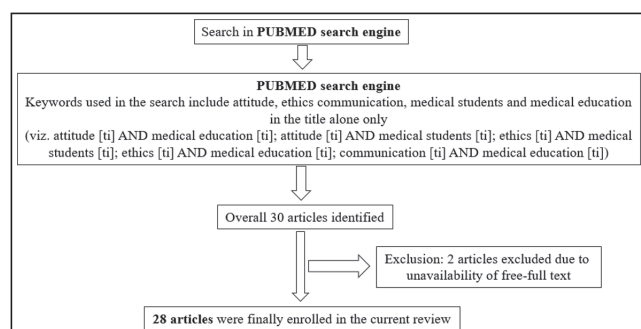 Search in PUBMED search engine
PUBMED search engine
Keywords used in the search include attitude, ethics communication, medical students and medical education
in the title alone only
(viz. attitude [ti] AND medical education [ti]; attitude [ti] AND medical students [ti]; ethics [ti] AND medical
students [ti]; ethics [ti] AND medical education [ti]; communication [ti] AND medical education [ti])
Overall 30 articles identified
Exclusion: 2 articles excluded due to
unavailability of free-full text
28 articles were finally enrolled in the current review